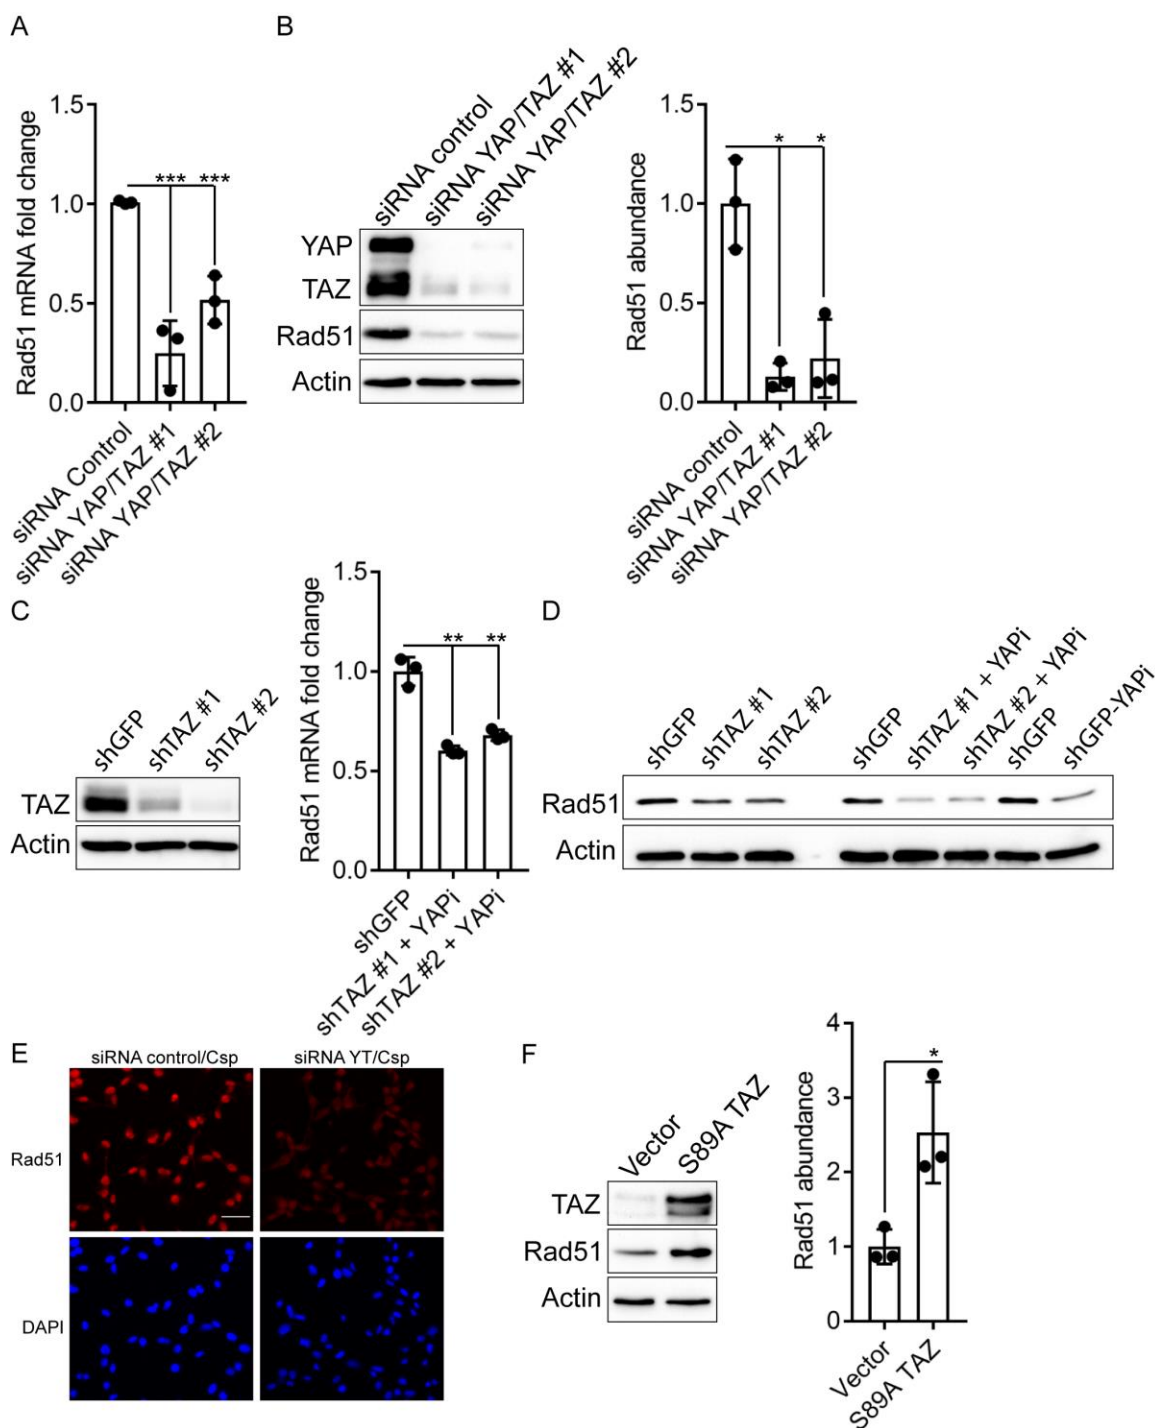 A
B
Rad51 mRNA fold change
1.5
1.0
0.5
0.0
*** ***
siRNA Control
siRNA YAP/TAZ #1
siRNA YAP/TAZ #2
siRNA control
siRNA YAP/TAZ #1
siRNA YAP/TAZ #2
YAP
TAZ
Rad51
Actin
Rad51 abundance
1.5
1.0
0.5
0.0
* *
siRNA control
siRNA YAP/TAZ #1
siRNA YAP/TAZ #2
C
shGFP
shTAZ #1
shTAZ #2
TAZ
Actin
Rad51 mRNA fold change
1.5
1.0
0.5
0.0
** **
shGFP
shTAZ #1 + YAPi
shTAZ #2 + YAPi
D
shGFP
shTAZ #1
shTAZ #2
shGFP
shTAZ #1 + YAPi
shTAZ #2 + YAPi
shGFP
shGFP-YAPi
Rad51
Actin
E
siRNA control/Csp
siRNA YT/Csp
Rad51
DAPI
F
Vector
S89A TAZ
TAZ
Rad51
Actin
Rad51 abundance
4
3
2
1
0
*
Vector
S89A TAZ